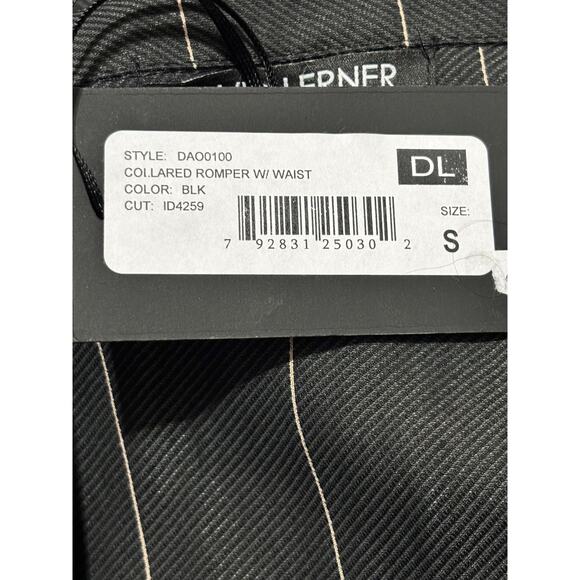 LERNER
STYLE: DAO0100
COLLARED ROMPER W/ WAIST
COLOR: BLK
CUT: ID4259
DL
SIZE:
S
7 92831 25030 2